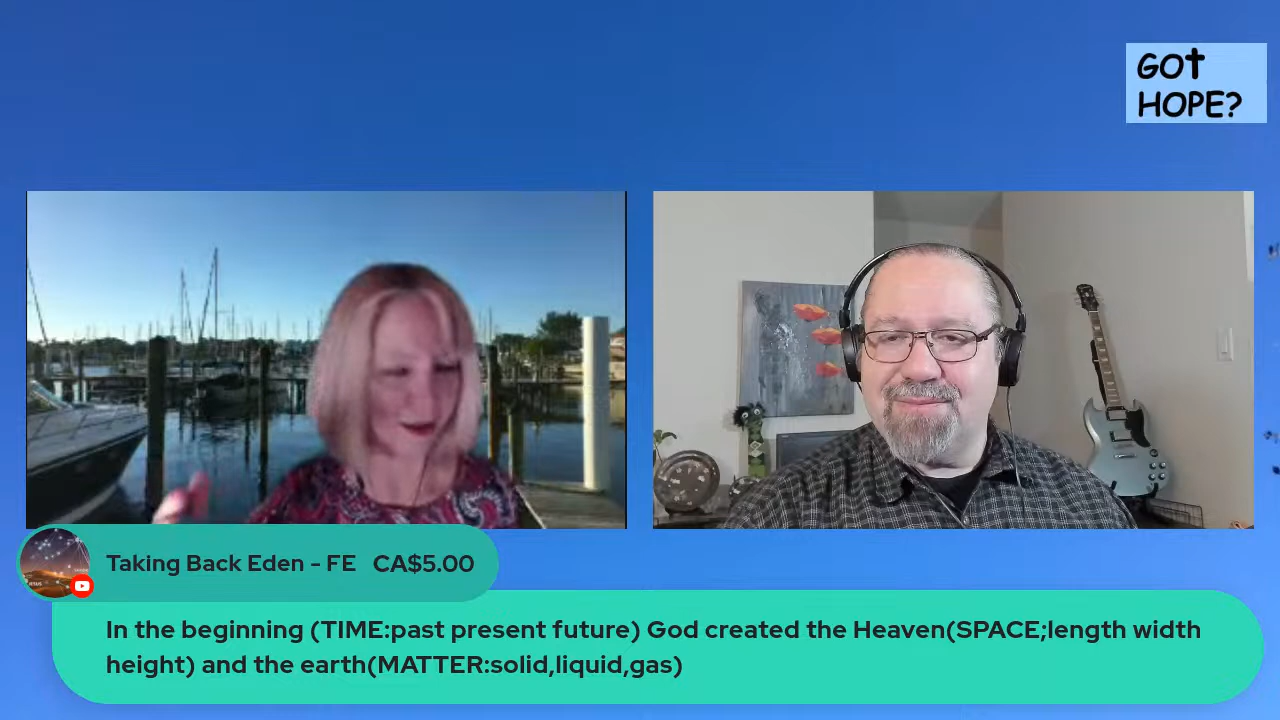 GOT
HOPE?
Taking Back Eden - FE CA$5.00
In the beginning (TIME:past present future) God created the Heaven(SPACE;length width
height) and the earth(MATTER:solid,liquid,gas)